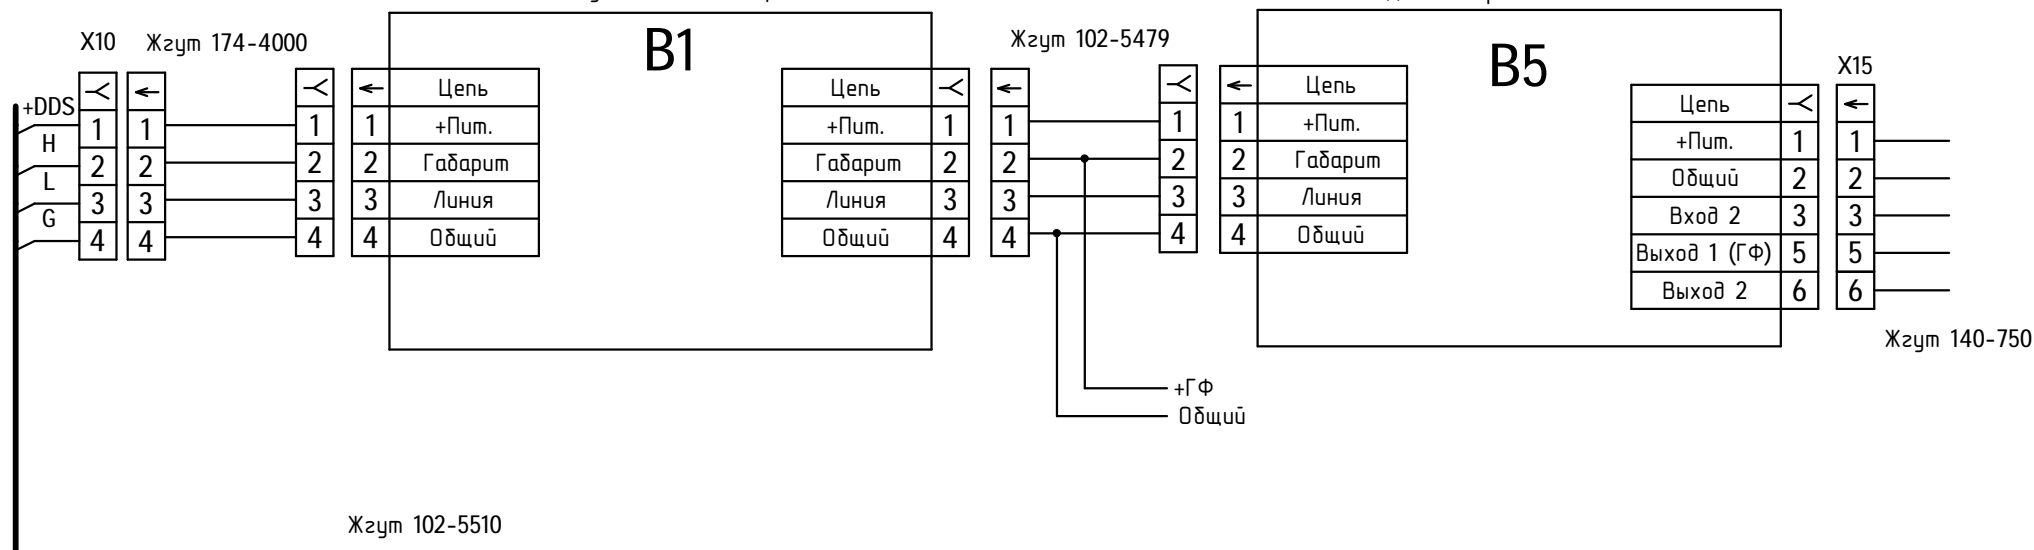 X10 Жгут 174-4000
+DDS
H
L
G
1 1 1 1
2 2 2 2
3 3 3 3
4 4 4 4
B1
Цепь
+Пит.
Габарит
Линия
Общий
Цепь
+Пит. 1 1
Габарит 2 2
Линия 3 3
Общий 4 4
Жгут 102-5479
1 1
2 2
3 3
4 4
B5
Цепь
+Пит.
Габарит
Линия
Общий
X15
Цепь
+Пит. 1 1
Общий 2 2
Вход 2 3 3
Выход 1 (ГФ) 5 5
Выход 2 6 6
Жгут 140-750
+ГФ
Общий
Жгут 102-5510